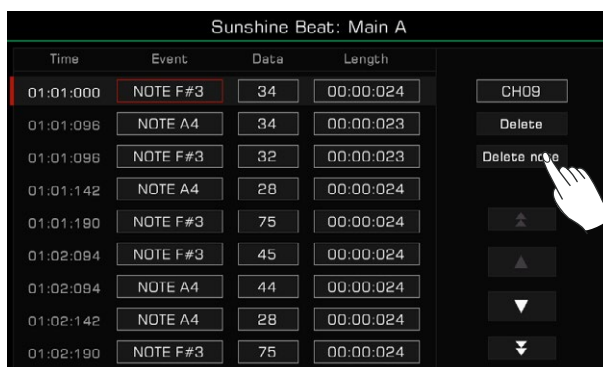 Sunshine Beat: Main A
Time Event Data Length
01:01:000 NOTE F#3 34 00:00:024 CH09
01:01:096 NOTE A4 34 00:00:023 Delete
01:01:096 NOTE F#3 32 00:00:023 Delete note
01:01:142 NOTE A4 28 00:00:024
01:01:190 NOTE F#3 75 00:00:024
01:02:094 NOTE F#3 45 00:00:024
01:02:094 NOTE A4 44 00:00:024
01:02:142 NOTE A4 28 00:00:024
01:02:190 NOTE F#3 75 00:00:024